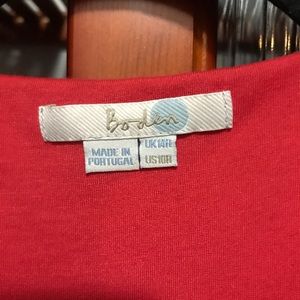 Boden
MADE IN
PORTUGAL
UK14R
US10R